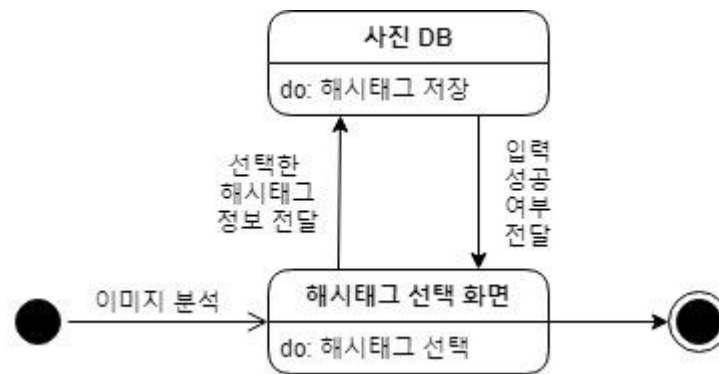 사진 DB
do: 해시태그 저장
선택한
해시태그
정보 전달
입력
성공
여부
전달
이미지 분석
해시태그 선택 화면
do: 해시태그 선택